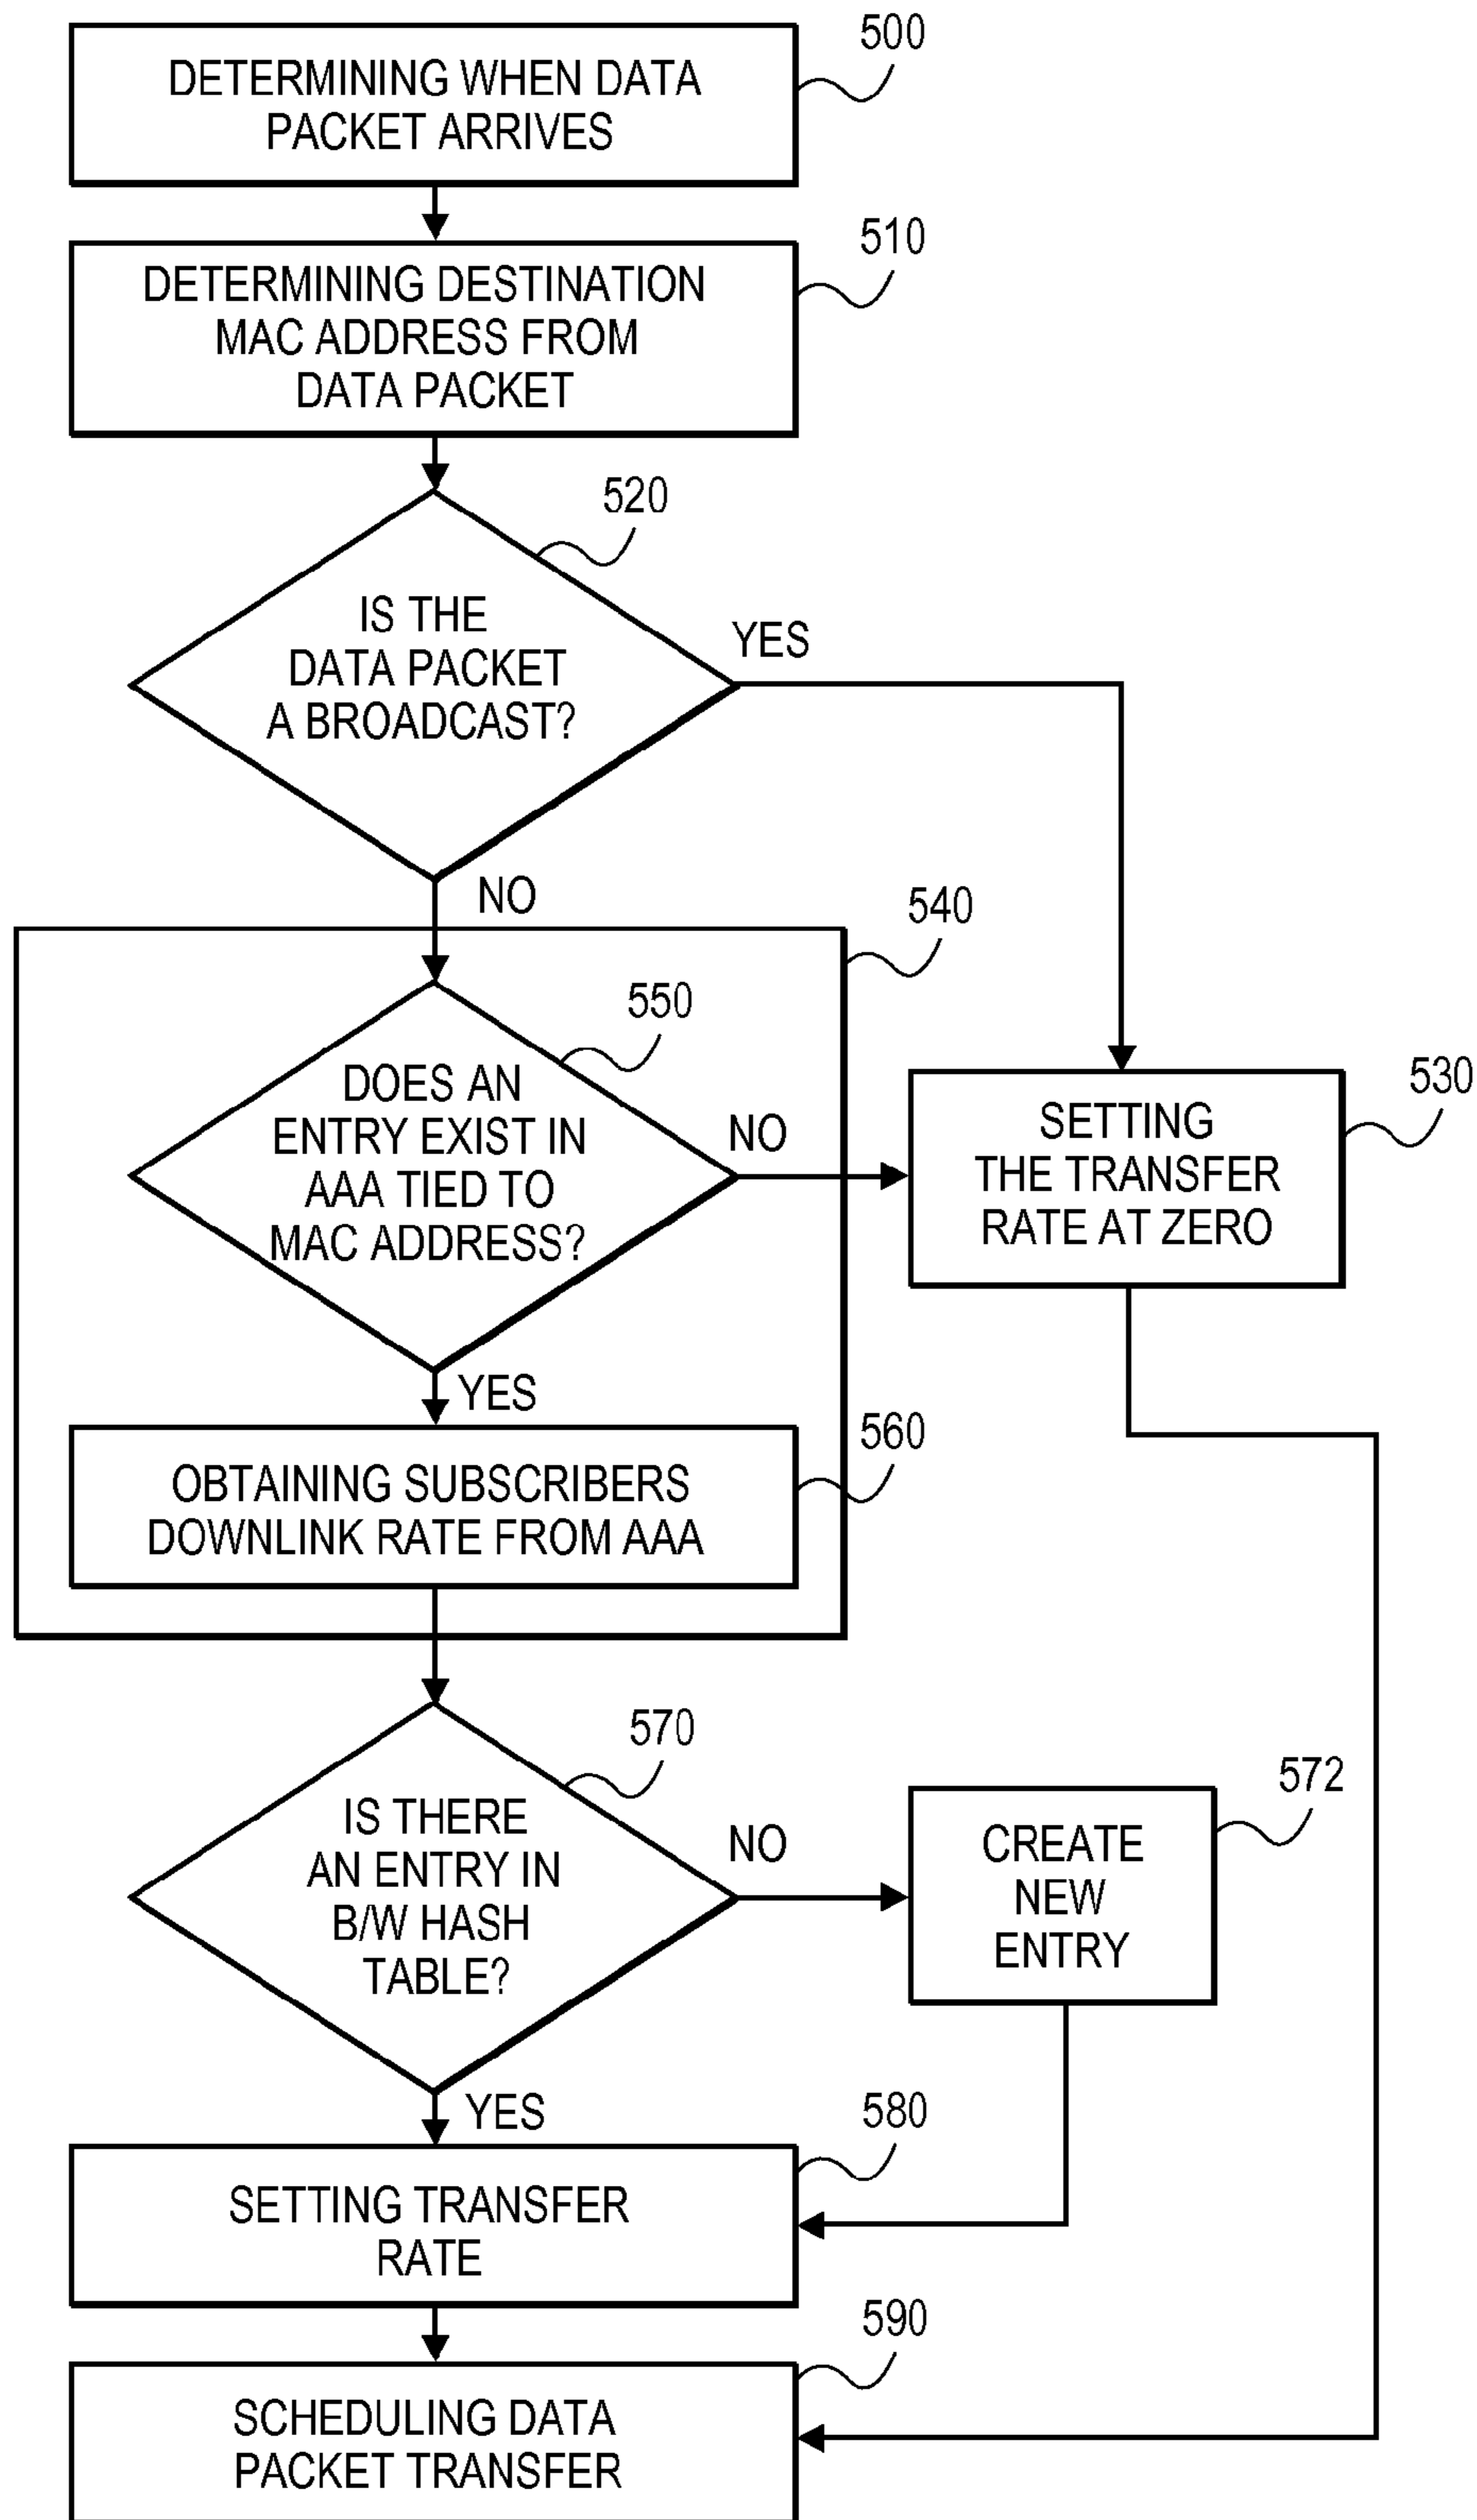 500
DETERMINING WHEN DATA
PACKET ARRIVES
510
DETERMINING DESTINATION
MAC ADDRESS FROM
DATA PACKET
520
IS THE
DATA PACKET
A BROADCAST?
YES
NO
540
550
DOES AN
ENTRY EXIST IN
AAA TIED TO
MAC ADDRESS?
NO
530
SETTING
THE TRANSFER
RATE AT ZERO
YES
560
OBTAINING SUBSCRIBERS
DOWNLINK RATE FROM AAA
570
IS THERE
AN ENTRY IN
B/W HASH
TABLE?
NO
572
CREATE
NEW
ENTRY
YES
580
SETTING TRANSFER
RATE
590
SCHEDULING DATA
PACKET TRANSFER